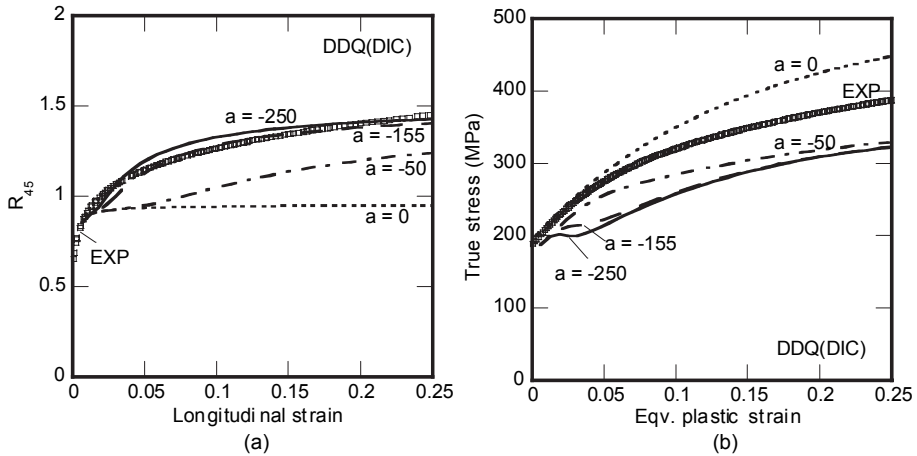 2
1.5
1
0.5
0
R45
DDQ(DIC)
a = -250
a = -155
a = -50
a = 0
EXP
0 0.05 0.1 0.15 0.2 0.25
Longitudinal strain
(a)
500
400
300
200
100
0
True stress (MPa)
a = 0
EXP
a = -50
a = -155
a = -250
DDQ(DIC)
0 0.05 0.1 0.15 0.2 0.25
Eqv. plastic strain
(b)